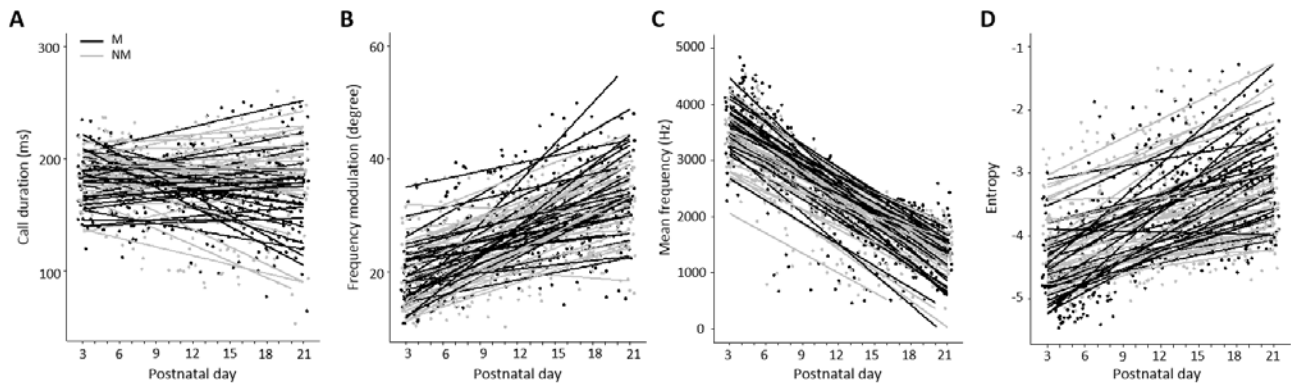 A
M
NM
Call duration (ms)
300
200
100
3 6 9 12 15 18 21
Postnatal day
B
Frequency modulation (degree)
60
40
20
3 6 9 12 15 18 21
Postnatal day
C
Mean frequency (Hz)
5000
4000
3000
2000
1000
0
3 6 9 12 15 18 21
Postnatal day
D
Entropy
-1
-2
-3
-4
-5
3 6 9 12 15 18 21
Postnatal day